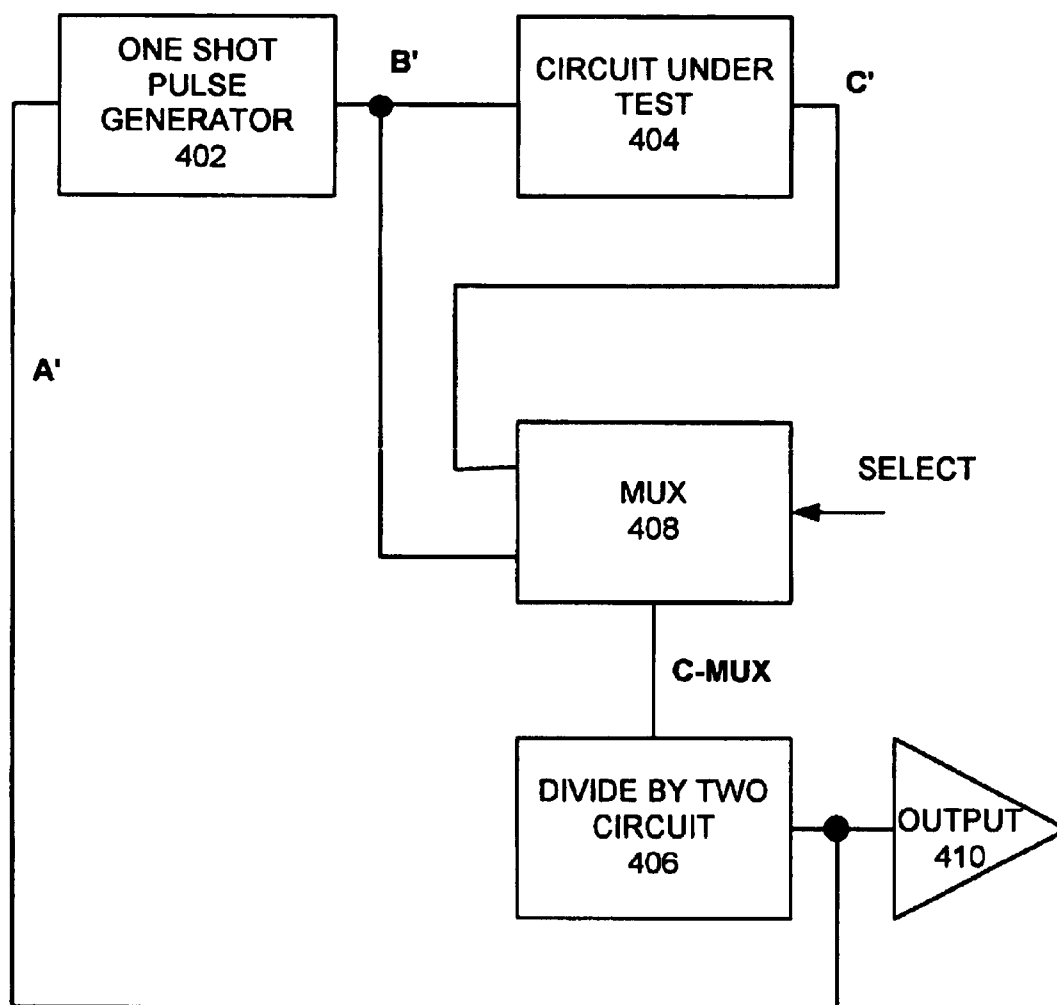 ONE SHOT
PULSE
GENERATOR
402
B'
CIRCUIT UNDER
TEST
404
C'
A'
MUX
408
SELECT
C-MUX
DIVIDE BY TWO
CIRCUIT
406
OUTPUT
410